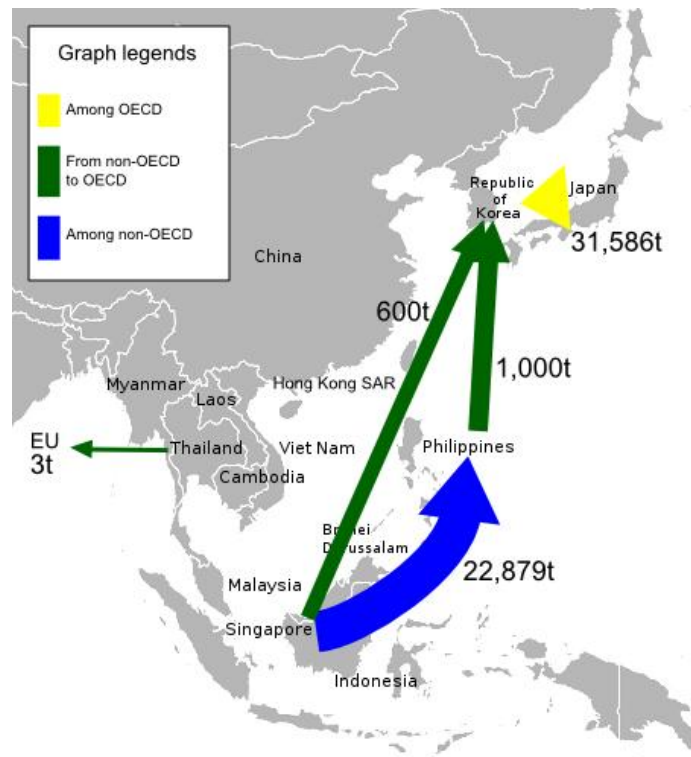 Graph legends
Among OECD
From non-OECD
to OECD
Among non-OECD
Republic
of
Korea
Japan
31,586t
China
600t
1,000t
Hong Kong SAR
Myanmar
Laos
EU
3t
Thailand
Viet Nam
Philippines
Cambodia
Brunei
Darussalam
22,879t
Malaysia
Singapore
Indonesia